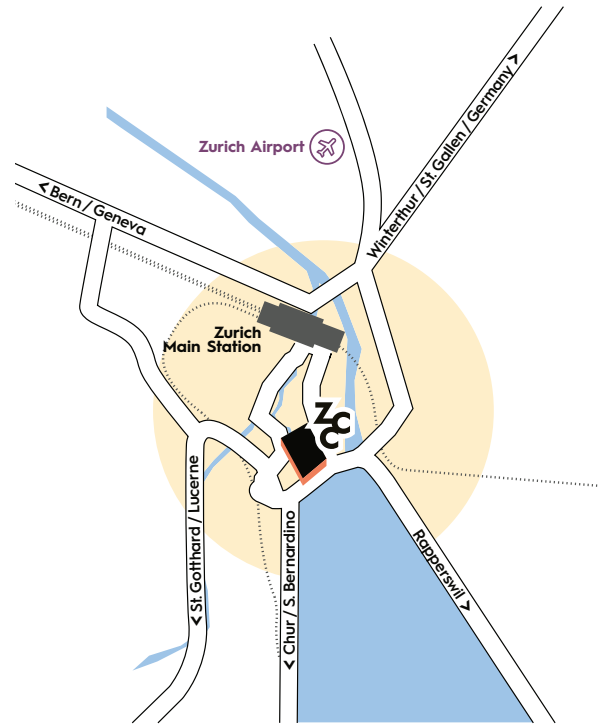 Zurich Airport
Winterthur / St. Gallen / Germany >
< Bern / Geneva
Zurich
Main Station
ZCC
< St. Gotthard / Lucerne
< Chur / S. Bernardino
Rapperswil >